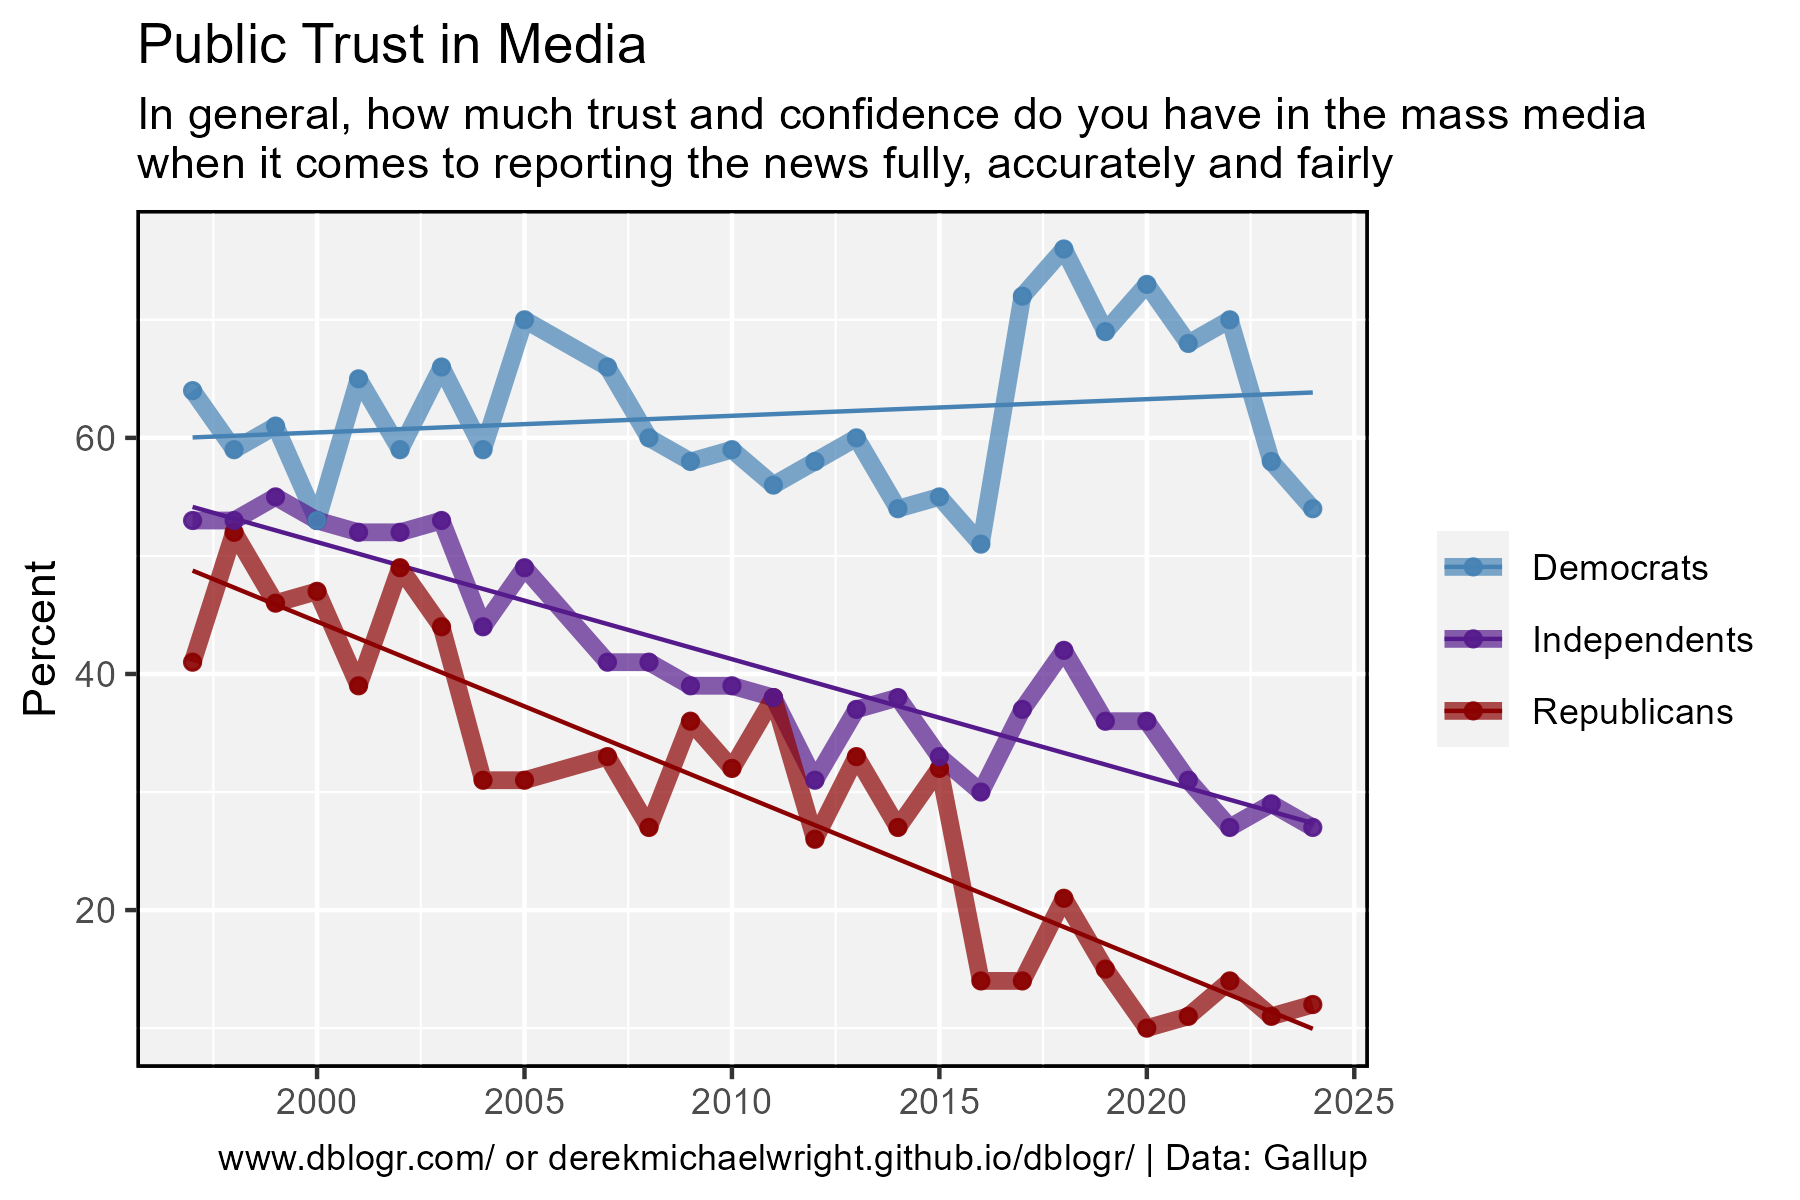 Public Trust in Media
In general, how much trust and confidence do you have in the mass media
when it comes to reporting the news fully, accurately and fairly
Percent
60
40
20
2000
2005
2010
2015
2020
2025
Democrats
Independents
Republicans
www.dblogr.com/ or derekmichaelwright.github.io/dblogr/ | Data: Gallup